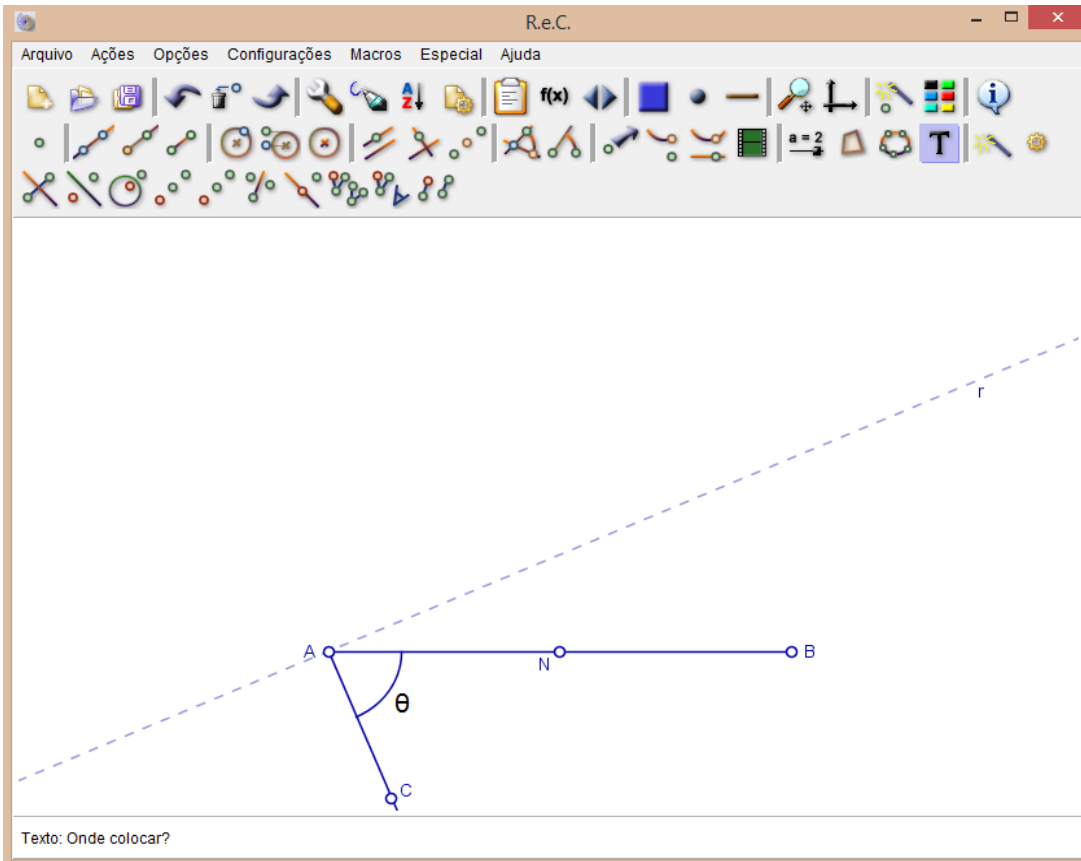 R.e.C.
Arquivo Ações Opções Configurações Macros Especial Ajuda
A Z f(x) i
a = 2 T
r
A N B
θ
C
Texto: Onde colocar?